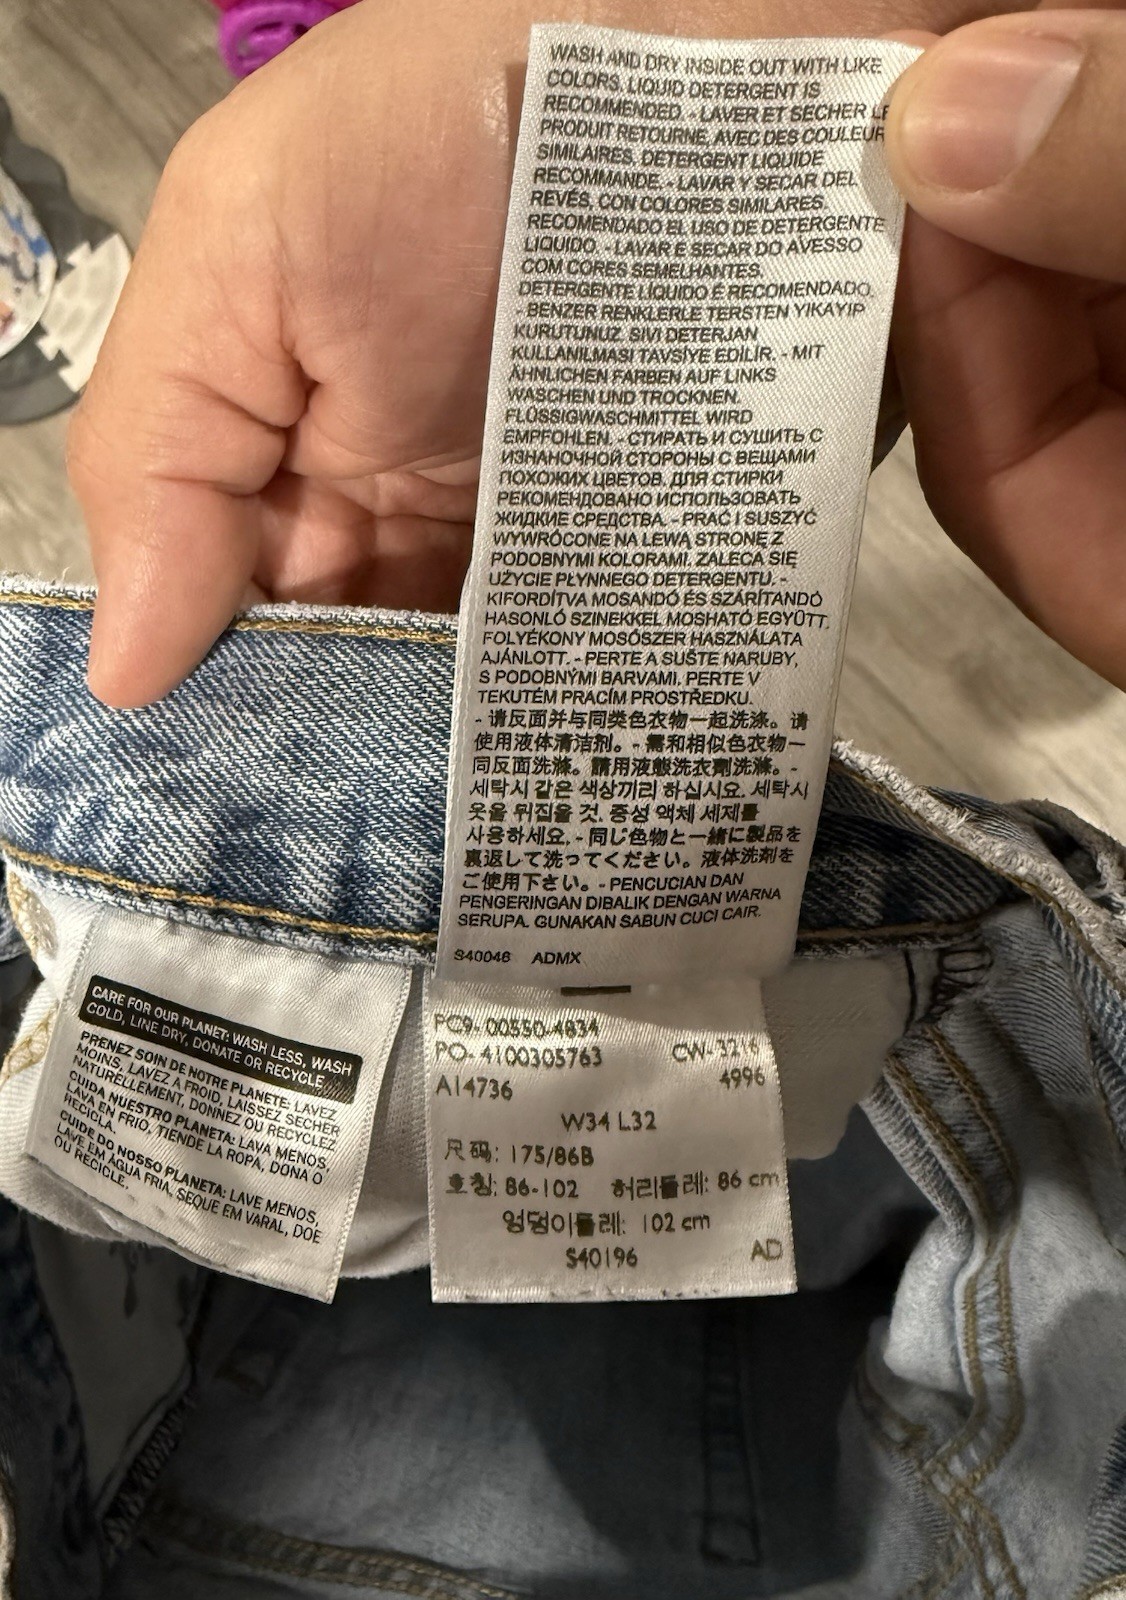 WASH AND DRY INSIDE OUT WITH LIKE
COLORS. LIQUID DETERGENT IS
RECOMMENDED. - LAVER ET SECHER LE
PRODUIT RETOURNE, AVEC DES COULEUR
SIMILAIRES. DETERGENT LIQUIDE
RECOMMANDE. - LAVAR Y SECAR DEL
REVÉS, CON COLORES SIMILARES.
RECOMENDADO EL USO DE DETERGENTE
LIQUIDO. - LAVAR E SECAR DO AVESSO
COM CORES SEMELHANTES.
DETERGENTE LÍQUIDO É RECOMENDADO.
- BENZER RENKLERLE TERSTEN YIKAYIP
KURUTUNUZ. SIVI DETERJAN
KULLANILMASI TAVSİYE EDİLİR. - MIT
ÄHNLICHEN FARBEN AUF LINKS
WASCHEN UND TROCKNEN.
FLÜSSIGWASCHMITTEL WIRD
EMPFOHLEN. - СТИРАТЬ И СУШИТЬ С
ИЗНАНОЧНОЙ СТОРОНЫ С ВЕЩАМИ
ПОХОЖИХ ЦВЕТОВ. ДЛЯ СТИРКИ
РЕКОМЕНДОВАНО ИСПОЛЬЗОВАТЬ
ЖИДКИЕ СРЕДСТВА. - PRAĆ I SUSZYĆ
WYWRÓCONE NA LEWĄ STRONĘ Z
PODOBNYMI KOLORAMI. ZALECA SIĘ
UŻYCIE PŁYNNEGO DETERGENTU. -
KIFORDÍTVA MOSANDÓ ÉS SZÁRÍTANDÓ
HASONLÓ SZINEKKEL MOSHATÓ EGYÜTT.
FOLYÉKONY MOSÓSZER HASZNÁLATA
AJÁNLOTT. - PERTE A SUŠTE NARUBY,
S PODOBNÝMI BARVAMI. PERTE V
TEKUTÉM PRACÍM PROSTŘEDKU.
- 请反面并与同类色衣物一起洗涤。请
使用液体清洁剂。- 需和相似色衣物一
同反面洗滌。請用液態洗衣劑洗滌。-
세탁시 같은 색상끼리 하십시요. 세탁시
옷을 뒤집을 것. 중성 액체 세제를
사용하세요. - 同じ色物と一緒に製品を
裏返して洗ってください。液体洗剤を
ご使用下さい。- PENCUCIAN DAN
PENGERINGAN DIBALIK DENGAN WARNA
SERUPA. GUNAKAN SABUN CUCI CAIR.
S40046 ADMX
CARE FOR OUR PLANET: WASH LESS, WASH
COLD, LINE DRY, DONATE OR RECYCLE.
PRENEZ SOIN DE NOTRE PLANETE: LAVEZ
MOINS, LAVEZ A FROID, LAISSEZ SECHER
NATURELLEMENT, DONNEZ OU RECYCLEZ
CUIDA NUESTRO PLANETA: LAVA MENOS,
LAVA EN FRIO, TIENDE LA ROPA, DONA O
RECICLA.
CUIDE DO NOSSO PLANETA: LAVE MENOS,
LAVE EM ÁGUA FRIA, SEQUE EM VARAL, DOE
OU RECICLE.
PC9- 00550-4834
PO- 4100305763 CW-3216
A14736 4996
W34 L32
尺码: 175/86B
호칭: 86-102 허리둘레: 86 cm
엉덩이둘레: 102 cm
S40196 AD